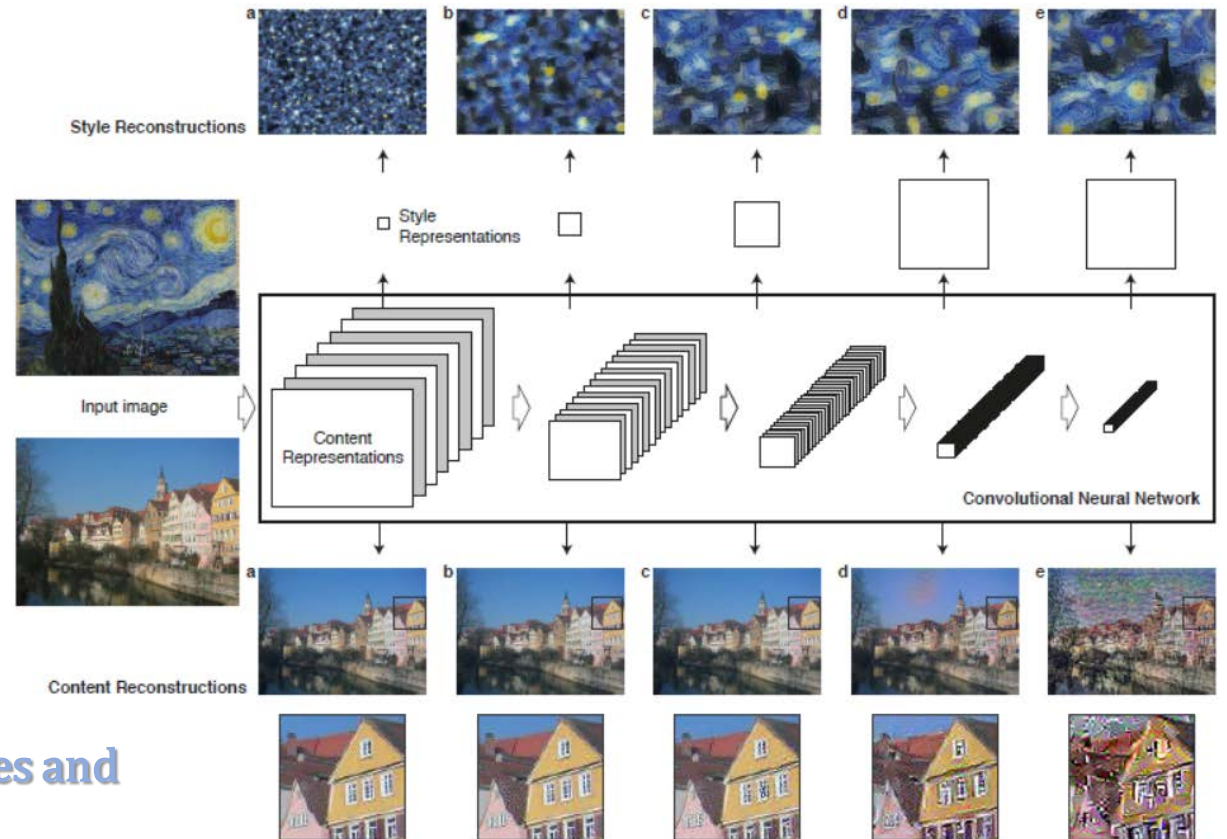 a b c d e
Style Reconstructions
Style
Representations
Input image
Content
Representations
Convolutional Neural Network
a b c d e
Content Reconstructions
es and